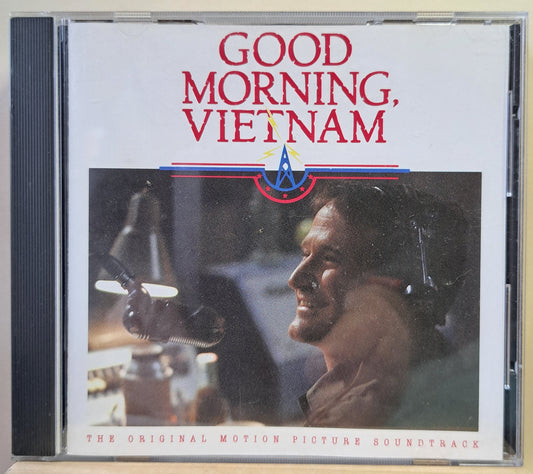 GOOD
MORNING,
VIETNAM
THE ORIGINAL MOTION PICTURE SOUNDTRACK